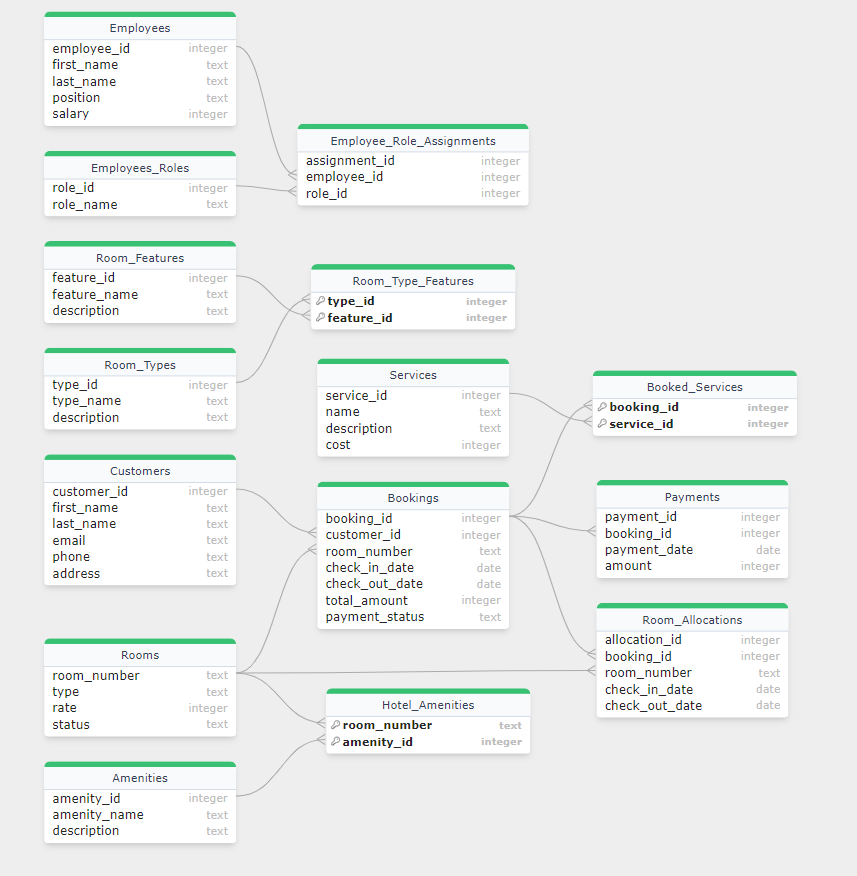 Employees
employee_id integer
first_name text
last_name text
position text
salary integer
Employee_Role_Assignments
assignment_id integer
employee_id integer
role_id integer
Employees_Roles
role_id integer
role_name text
Room_Features
feature_id integer
feature_name text
description text
Room_Type_Features
type_id integer
feature_id integer
Room_Types
type_id integer
type_name text
description text
Services
service_id integer
name text
description text
cost integer
Booked_Services
booking_id integer
service_id integer
Customers
customer_id integer
first_name text
last_name text
email text
phone text
address text
Bookings
booking_id integer
customer_id integer
room_number text
check_in_date date
check_out_date date
total_amount integer
payment_status text
Payments
payment_id integer
booking_id integer
payment_date date
amount integer
Room_Allocations
allocation_id integer
booking_id integer
room_number text
check_in_date date
check_out_date date
Rooms
room_number text
type text
rate integer
status text
Hotel_Amenities
room_number text
amenity_id integer
Amenities
amenity_id integer
amenity_name text
description text